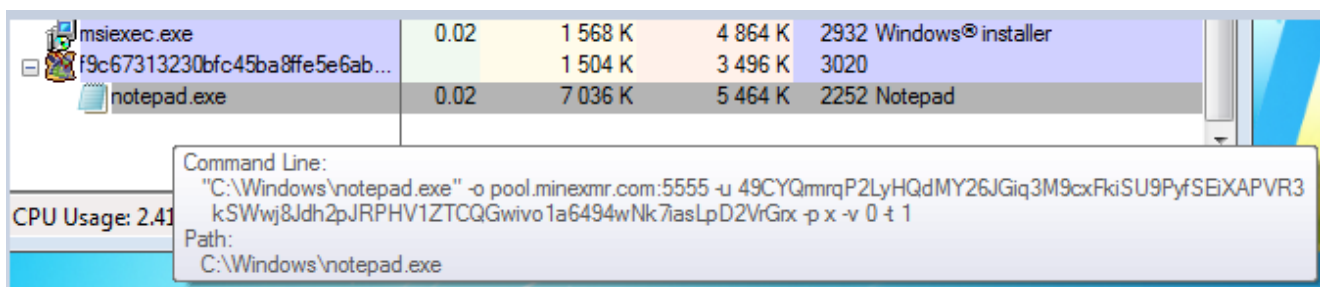 msiexec.exe 0.02 1 568 K 4 864 K 2932 Windows® installer
f9c67313230bfc45ba8ffe5e6ab... 1 504 K 3 496 K 3020
notepad.exe 0.02 7 036 K 5 464 K 2252 Notepad
Command Line:
"C:\Windows\notepad.exe" -o pool.minexmr.com:5555 -u 49CYQrmrqP2LyHQdMY26JGiq3M9cxFkiSU9PyfSEiXAPVR3
kSWwj8Jdh2pJRPHV1ZTCQGwivo1a6494wNk7iasLpD2VrGrx -p x -v 0 -t 1
CPU Usage: 2.41
Path:
C:\Windows\notepad.exe